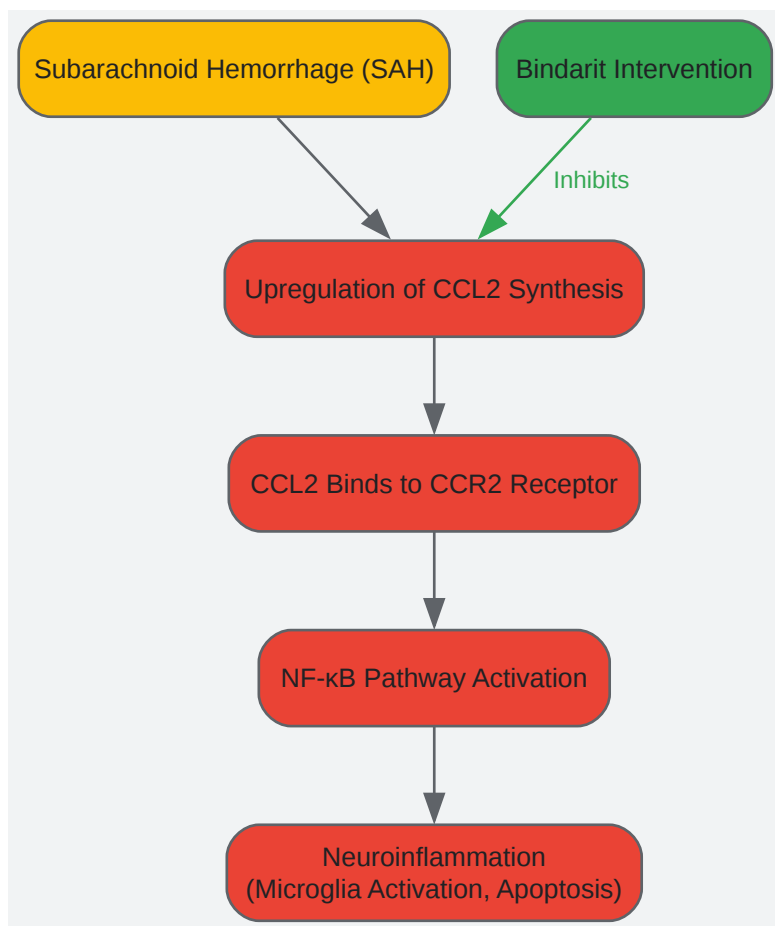 Subarachnoid Hemorrhage (SAH)
Bindarit Intervention
Inhibits
Upregulation of CCL2 Synthesis
CCL2 Binds to CCR2 Receptor
NF-κB Pathway Activation
Neuroinflammation
(Microglia Activation, Apoptosis)